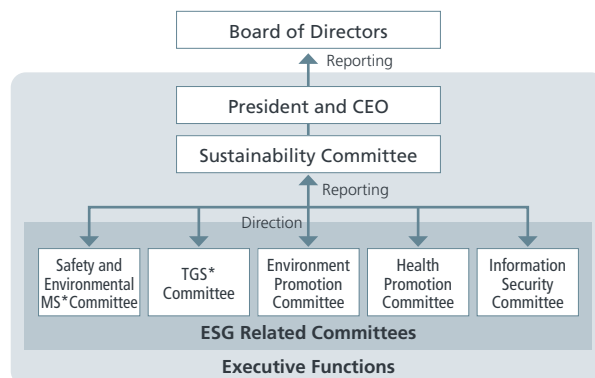 Board of Directors
Reporting
President and CEO
Sustainability Committee
Reporting
Direction
Safety and
Environmental
MS*Committee
TGS*
Committee
Environment
Promotion
Committee
Health
Promotion
Committee
Information
Security
Committee
ESG Related Committees
Executive Functions